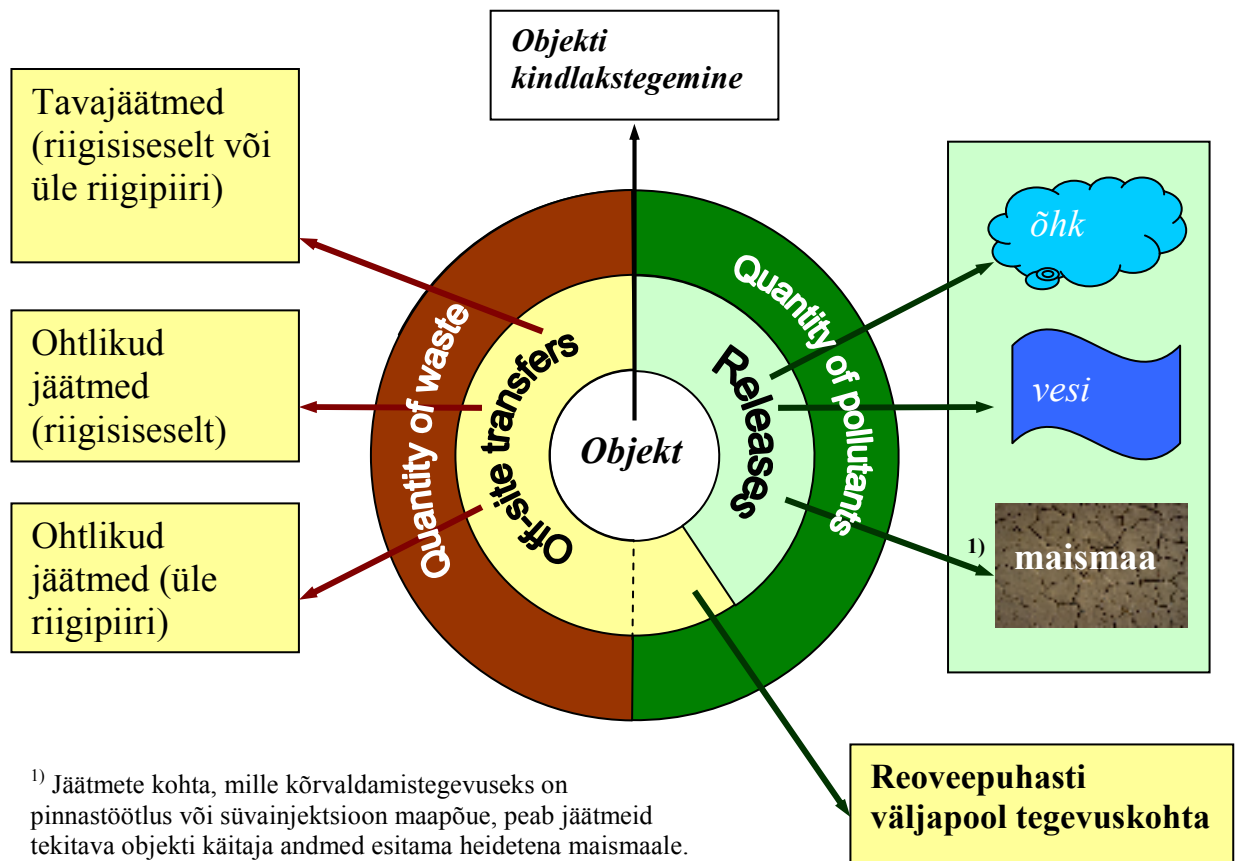 Objekti
kindlakstegemine
Tavajäätmed
(riigisiseselt või
üle riigipiiri)
Ohtlikud
jäätmed
(riigisiseselt)
Ohtlikud
jäätmed (üle
riigipiiri)
Quantity of waste
Off-site transfers
Objekt
Releases
Quantity of pollutants
õhk
vesi
1)
maismaa
Reoveepuhasti
väljapool tegevuskohta
1) Jäätmete kohta, mille kõrvaldamistegevuseks on
pinnastöötlus või süvainjektsioon maapõue, peab jäätmeid
tekitava objekti käitaja andmed esitama heidetena maismaale.